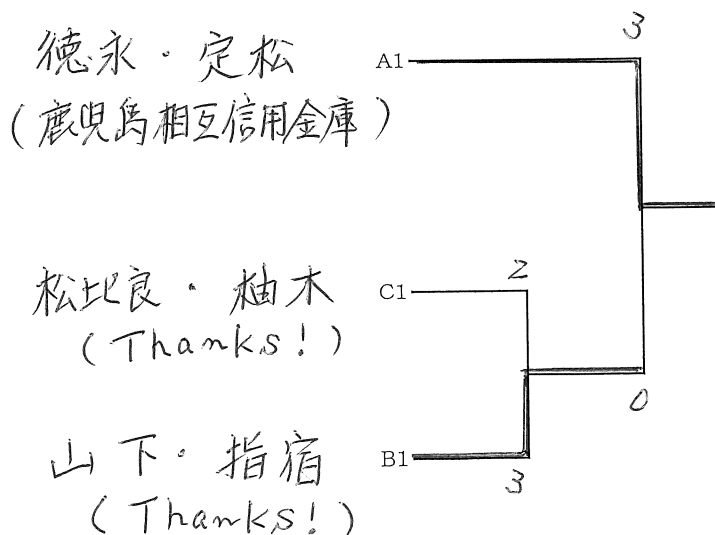 3
徳永・定松 A1
(鹿児島相互信用金庫)
2
松比良・柚木 C1
(Thanks!)
0
山下・指宿 B1
3
(Thanks!)